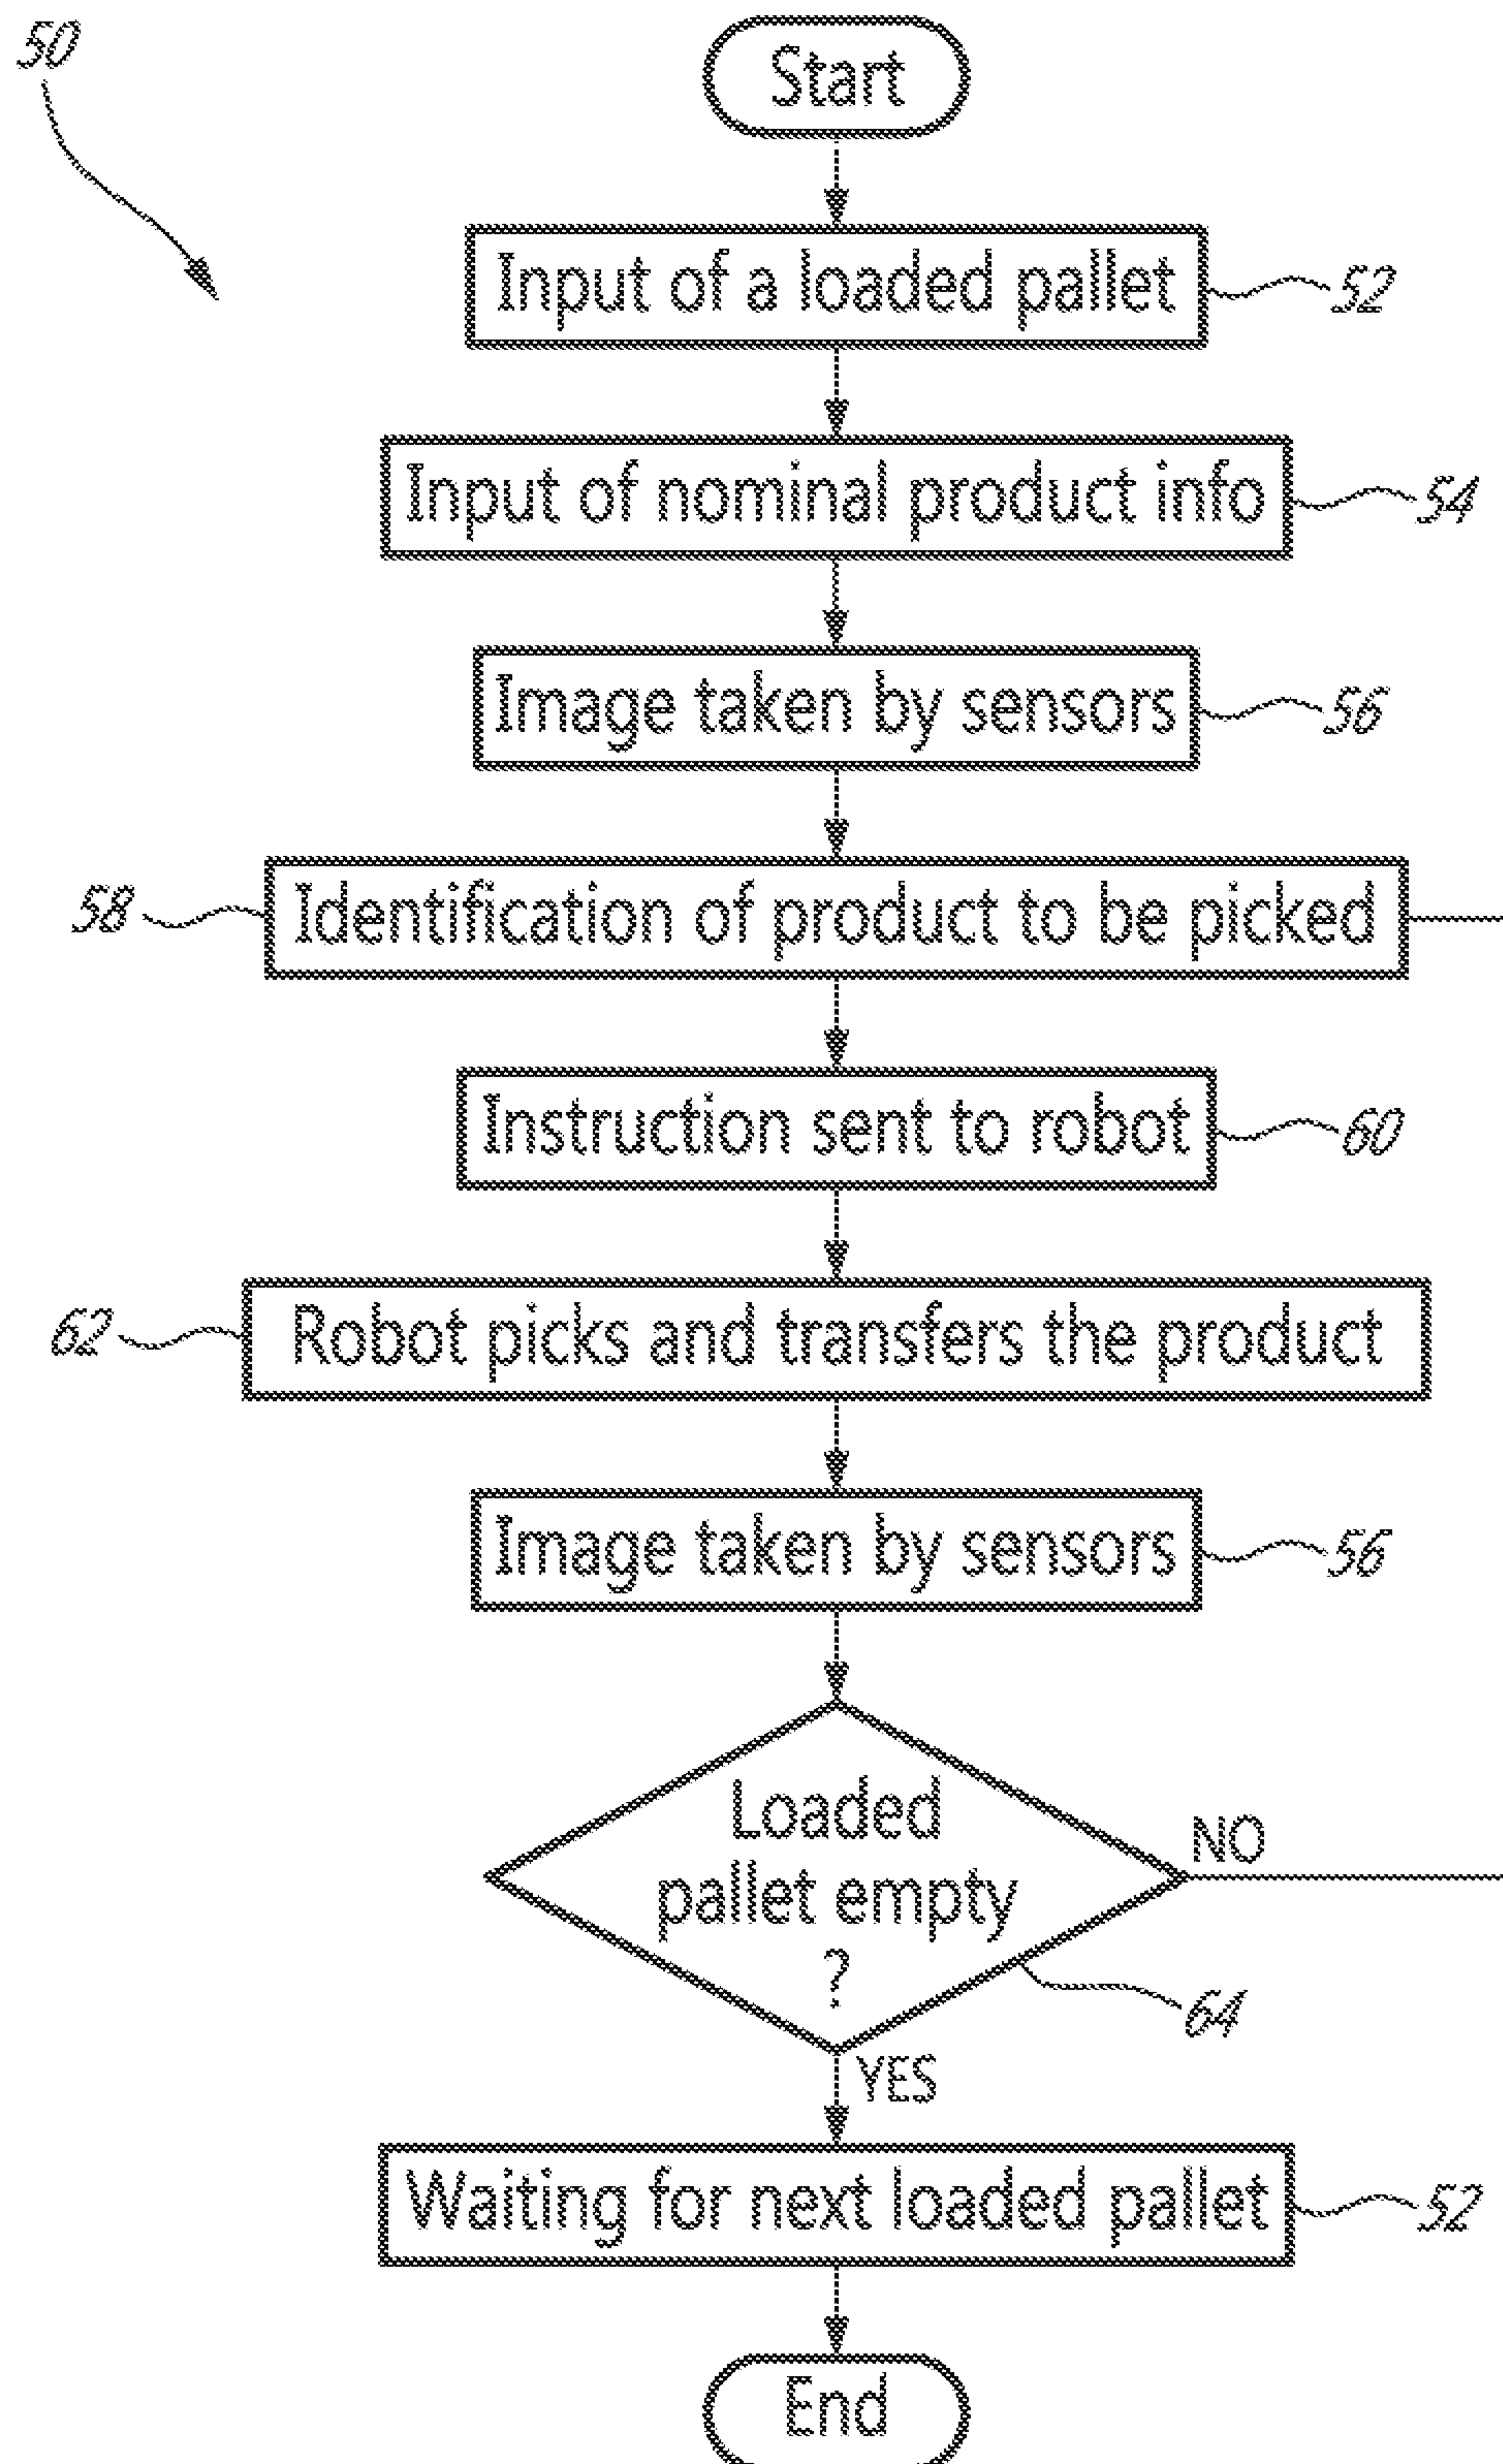 50
Start
Input of a loaded pallet
52
Input of nominal product info
54
Image taken by sensors
56
58
Identification of product to be picked
Instruction sent to robot
60
62
Robot picks and transfers the product
Image taken by sensors
56
Loaded
pallet empty
?
NO
64
YES
Waiting for next loaded pallet
52
End